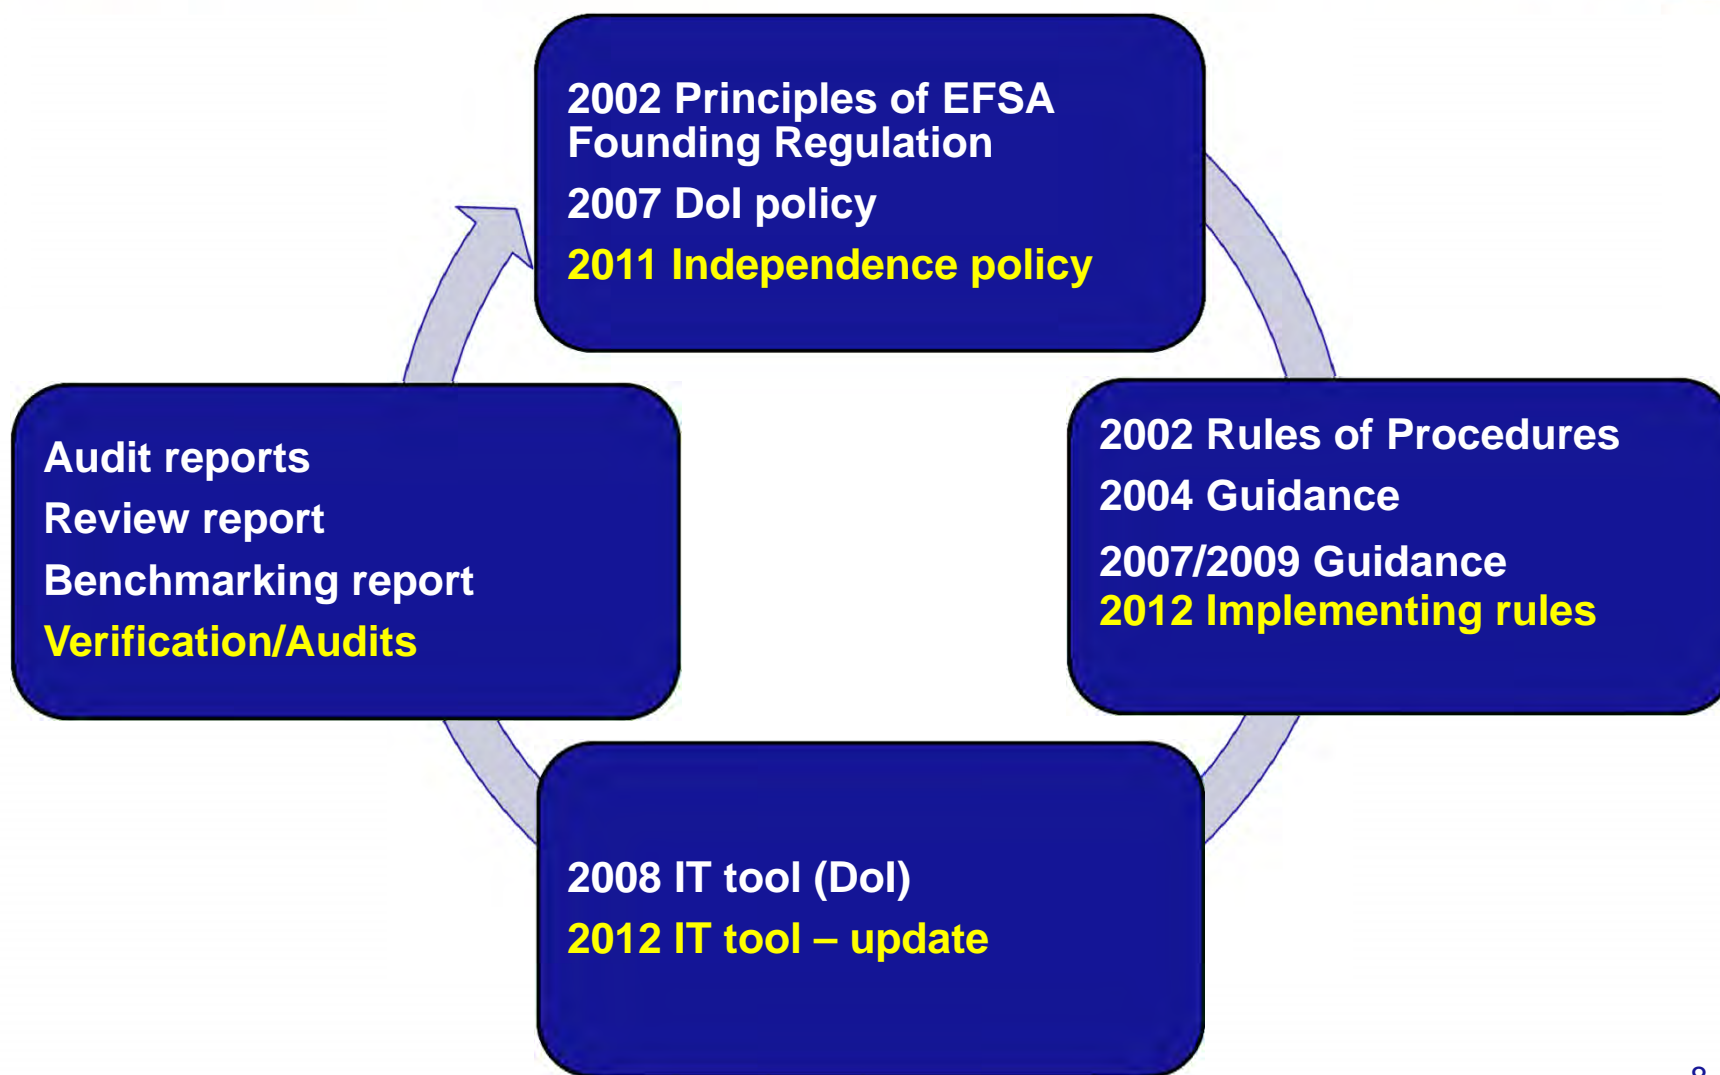 2002 Principles of EFSA
Founding Regulation
2007 DoI policy
2011 Independence policy
2002 Rules of Procedures
2004 Guidance
2007/2009 Guidance
2012 Implementing rules
2008 IT tool (DoI)
2012 IT tool – update
Audit reports
Review report
Benchmarking report
Verification/Audits
8